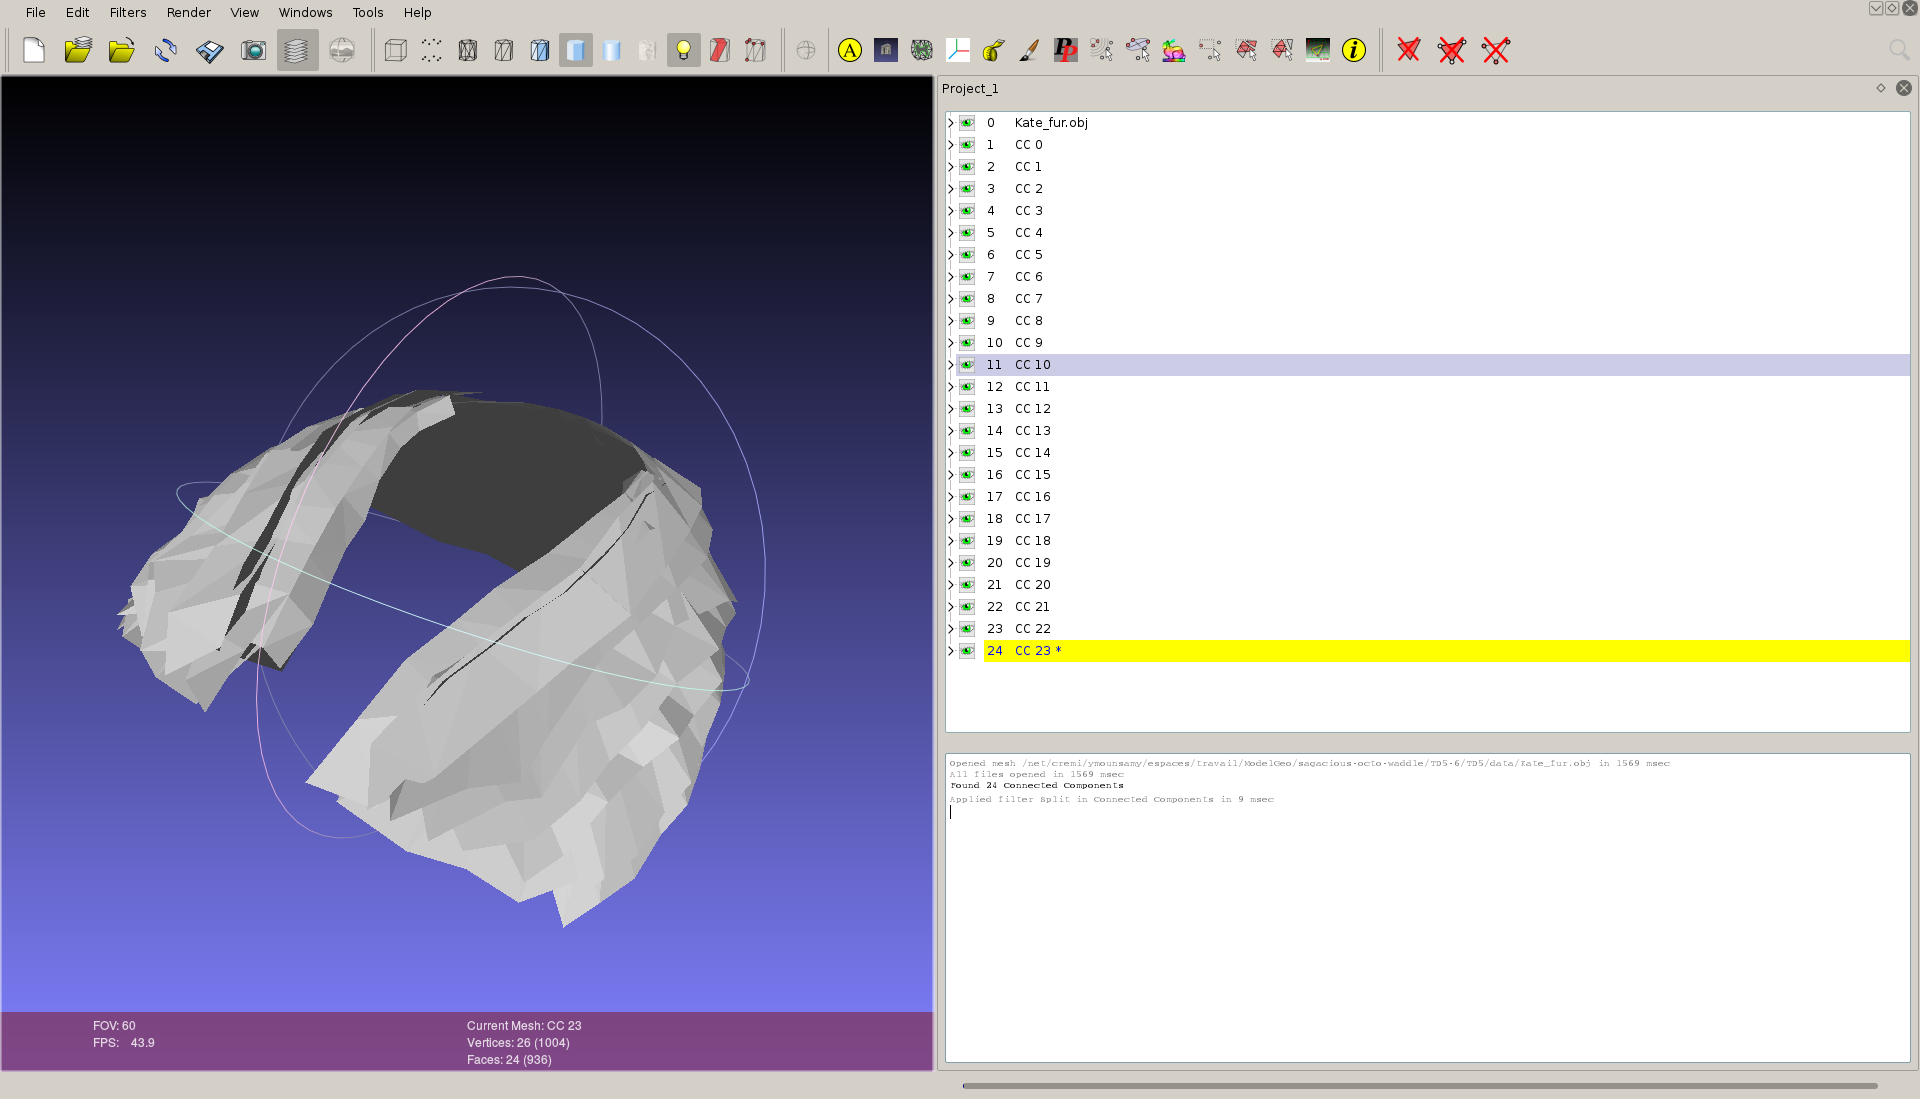 File Edit Filters Render View Windows Tools Help
A
PP
i
Project_1
0 Kate_fur.obj
1 CC 0
2 CC 1
3 CC 2
4 CC 3
5 CC 4
6 CC 5
7 CC 6
8 CC 7
9 CC 8
10 CC 9
11 CC 10
12 CC 11
13 CC 12
14 CC 13
15 CC 14
16 CC 15
17 CC 16
18 CC 17
19 CC 18
20 CC 19
21 CC 20
22 CC 21
23 CC 22
24 CC 23 *
Opened mesh /net/cremi/ymounsamy/espaces/travail/ModelGeo/sagacious-octo-waddle/TD5-6/TD5/data/Kate_fur.obj in 1569 msec
All files opened in 1569 msec
Found 24 Connected Components
Applied filter Split in Connected Components in 9 msec
FOV: 60
FPS: 43.9
Current Mesh: CC 23
Vertices: 26 (1004)
Faces: 24 (936)